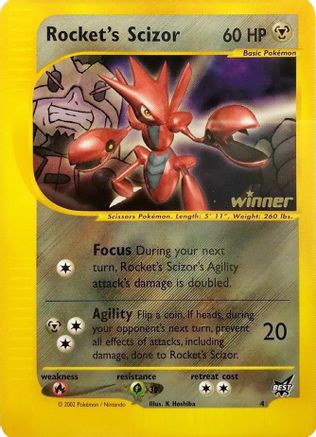 Rocket's Scizor 60 HP
Basic Pokémon
winner
Scissors Pokémon. Length: 5' 11", Weight: 260 lbs.
Focus During your next
turn, Rocket's Scizor's Agility
attack's damage is doubled.
Agility Flip a coin. If heads, during
your opponent's next turn, prevent
all effects of attacks, including
damage, done to Rocket's Scizor.
20
weakness resistance retreat cost
-30
BEST
© 2002 Pokémon / Nintendo Illus. K Hoshiba 4